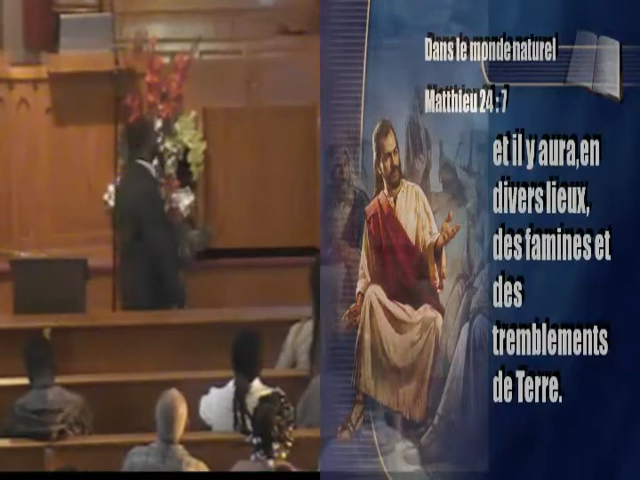 Dans le monde naturel
Matthieu 24 : 7
et il y aura,en
divers lieux,
des famines et
des
tremblements
de Terre.